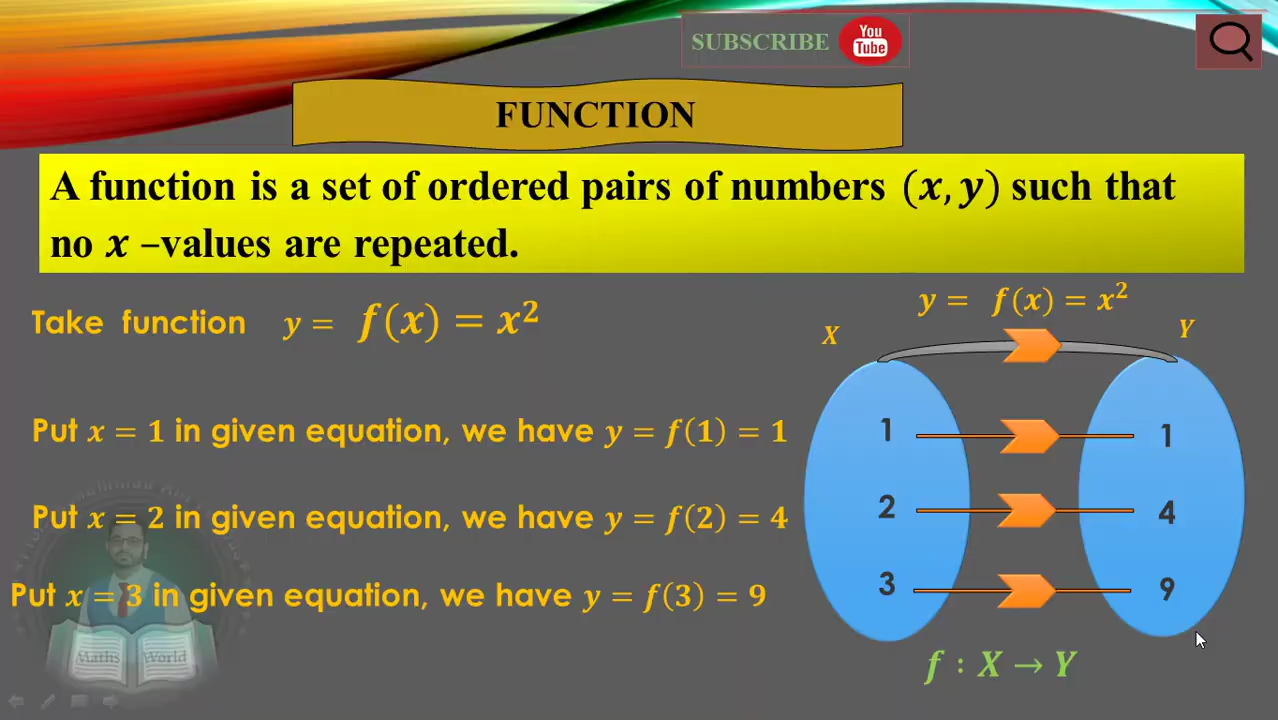 SUBSCRIBE
You
Tube
FUNCTION
A function is a set of ordered pairs of numbers (x, y) such that
no x –values are repeated.
Take function y = f(x) = x²
y = f(x) = x²
X
Y
Put x = 1 in given equation, we have y = f(1) = 1
1
1
Put x = 2 in given equation, we have y = f(2) = 4
2
4
Put x = 3 in given equation, we have y = f(3) = 9
3
9
Maths World
f : X → Y